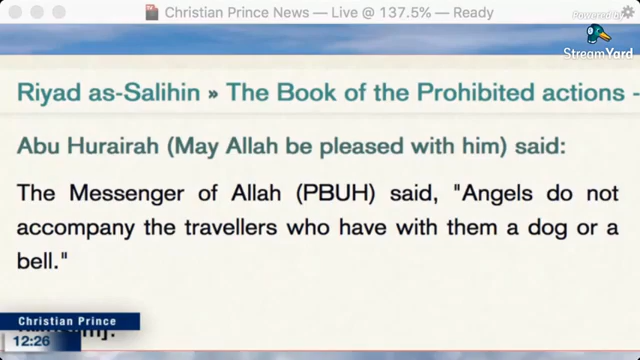 Christian Prince News — Live @ 137.5% — Ready
Powered by
StreamYard
Riyad as-Salihin » The Book of the Prohibited actions -
Abu Hurairah (May Allah be pleased with him) said:
The Messenger of Allah (PBUH) said, "Angels do not
accompany the travellers who have with them a dog or a
bell."
Christian Prince
12:26